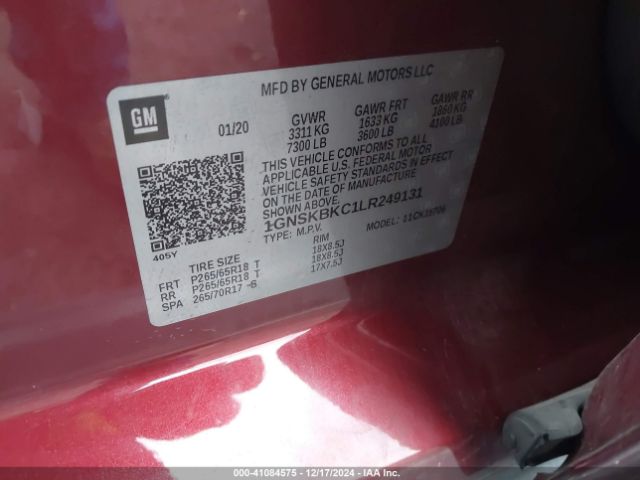 MFD BY GENERAL MOTORS LLC
GM
01/20
GVWR GAWR FRT GAWR RR
3311 KG 1633 KG 1860 KG
7300 LB 3600 LB 4100 LB
THIS VEHICLE CONFORMS TO ALL
APPLICABLE U.S. FEDERAL MOTOR
VEHICLE SAFETY STANDARDS IN EFFECT
ON THE DATE OF MANUFACTURE
SHOWN ABOVE.
1GNSKBKC1LR249131
TYPE: M.P.V. MODEL: 11CK15706
405Y
TIRE SIZE RIM
FRT P265/65R18 T 18X8.5J
RR P265/65R18 T 18X8.5J
SPA 265/70R17 -6 17X7.5J
000-41084575 - 12/17/2024 - IAA Inc.